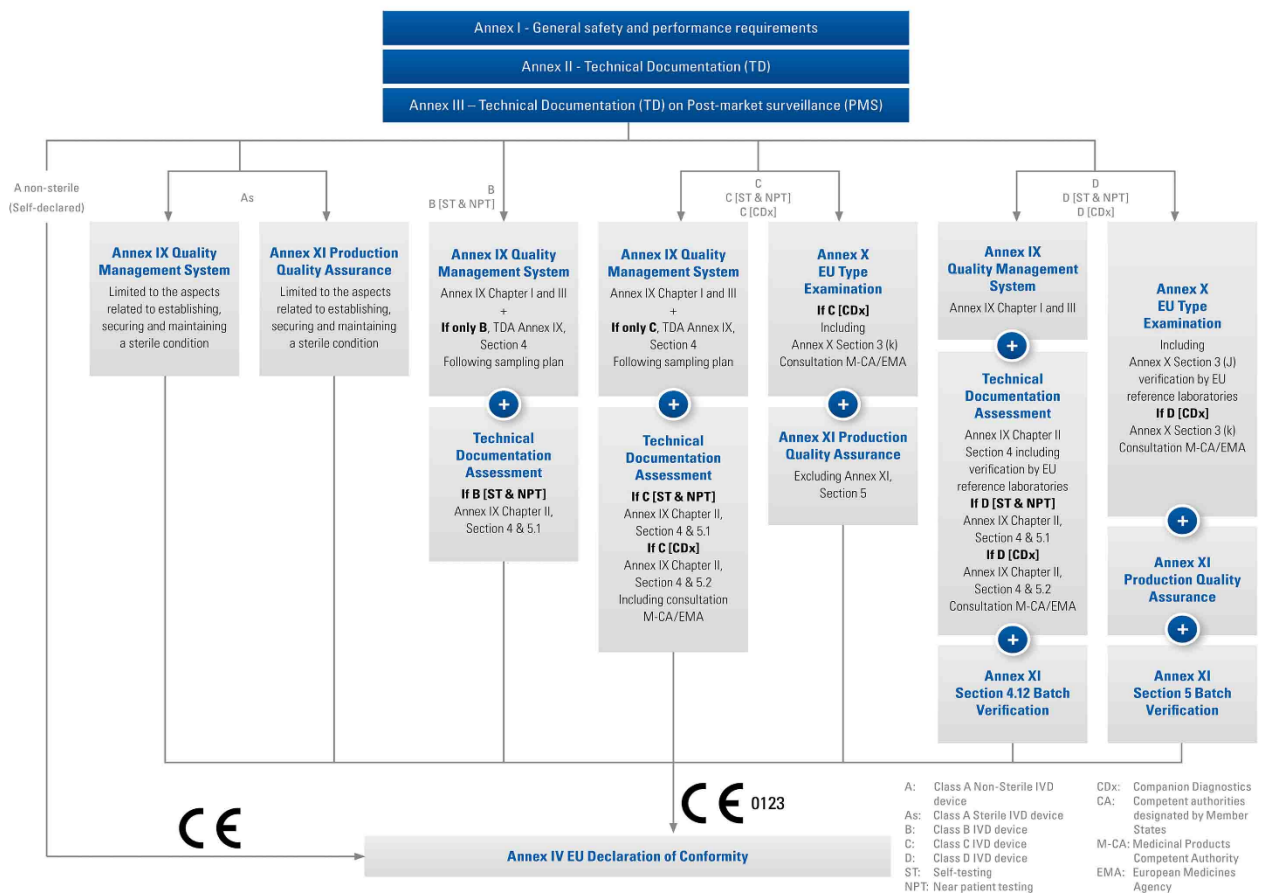 Annex I - General safety and performance requirements
Annex II - Technical Documentation (TD)
Annex III – Technical Documentation (TD) on Post-market surveillance (PMS)
A non-sterile
(Self-declared)
As
B
B [ST & NPT]
C
C [ST & NPT]
C [CDx]
D
D [ST & NPT]
D [CDx]
Annex IX Quality
Management System
Limited to the aspects
related to establishing,
securing and maintaining
a sterile condition
Annex XI Production
Quality Assurance
Limited to the aspects
related to establishing,
securing and maintaining
a sterile condition
Annex IX Quality
Management System
Annex IX Chapter I and III
+
If only B, TDA Annex IX,
Section 4
Following sampling plan
+
Technical
Documentation
Assessment
If B [ST & NPT]
Annex IX Chapter II,
Section 4 & 5.1
Annex IX Quality
Management System
Annex IX Chapter I and III
+
If only C, TDA Annex IX,
Section 4
Following sampling plan
+
Technical
Documentation
Assessment
If C [ST & NPT]
Annex IX Chapter II,
Section 4 & 5.1
If C [CDx]
Annex IX Chapter II,
Section 4 & 5.2
Including consultation
M-CA/EMA
Annex X
EU Type
Examination
If C [CDx]
Including
Annex X Section 3 (k)
Consultation M-CA/EMA
+
Annex XI Production
Quality Assurance
Excluding Annex XI,
Section 5
Annex IX
Quality Management
System
Annex IX Chapter I and III
+
Technical
Documentation
Assessment
Annex IX Chapter II
Section 4 including
verification by EU
reference laboratories
If D [ST & NPT]
Annex IX Chapter II,
Section 4 & 5.1
If D [CDx]
Annex IX Chapter II,
Section 4 & 5.2
Consultation M-CA/EMA
+
Annex XI
Section 4.12 Batch
Verification
Annex X
EU Type
Examination
Including
Annex X Section 3 (J)
verification by EU
reference laboratories
If D [CDx]
Annex X Section 3 (k)
Consultation M-CA/EMA
+
Annex XI
Production Quality
Assurance
+
Annex XI
Section 5 Batch
Verification
CE
CE 0123
Annex IV EU Declaration of Conformity
A: Class A Non-Sterile IVD
device
As: Class A Sterile IVD device
B: Class B IVD device
C: Class C IVD device
D: Class D IVD device
ST: Self-testing
NPT: Near patient testing
CDx: Companion Diagnostics
CA: Competent authorities
designated by Member
States
M-CA: Medicinal Products
Competent Authority
EMA: European Medicines
Agency